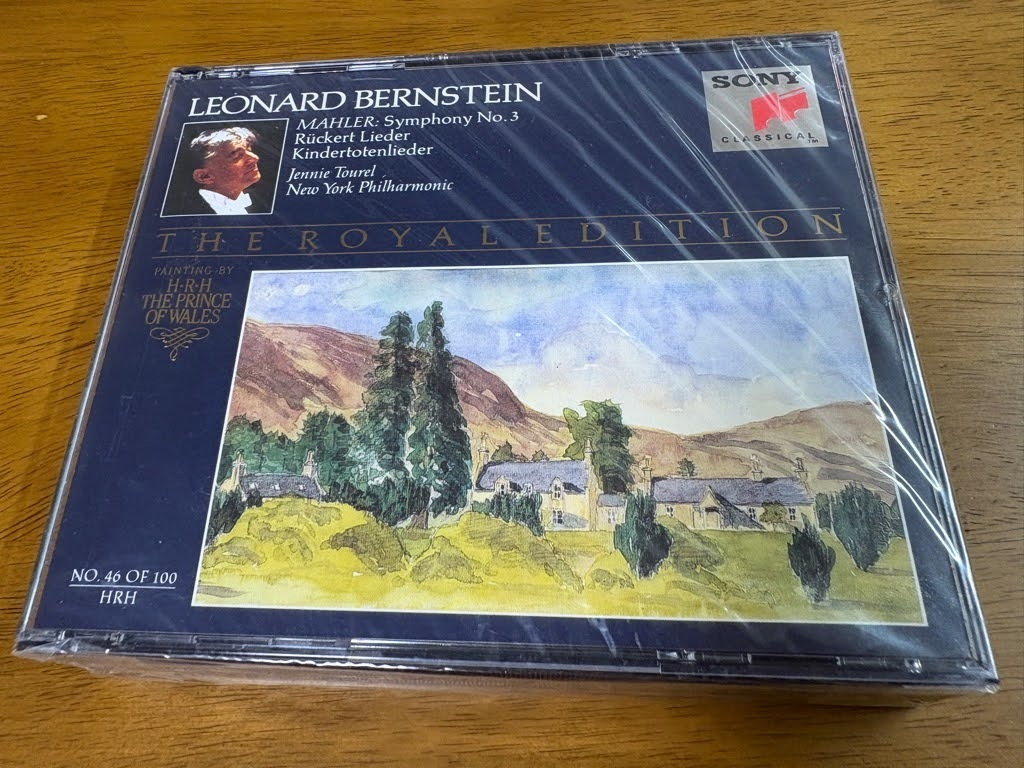 LEONARD BERNSTEIN
MAHLER: Symphony No. 3
Rückert Lieder
Kindertotenlieder
Jennie Tourel
New York Philharmonic
SONY
CLASSICAL™
THE ROYAL EDITION
PAINTING·BY
H·R·H
THE PRINCE
OF WALES
NO. 46 OF 100
HRH